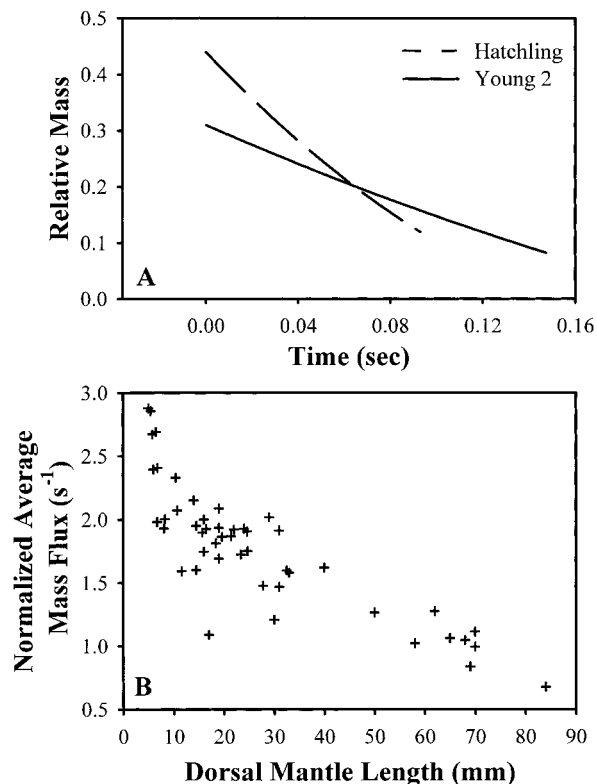 0.5
0.4
0.3
0.2
0.1
0.0
Relative Mass
Hatchling
Young 2
A
0.00 0.04 0.08 0.12 0.16
Time (sec)
3.0
2.5
2.0
1.5
1.0
0.5
Normalized Average
Mass Flux (s⁻¹)
B
0 10 20 30 40 50 60 70 80 90
Dorsal Mantle Length (mm)